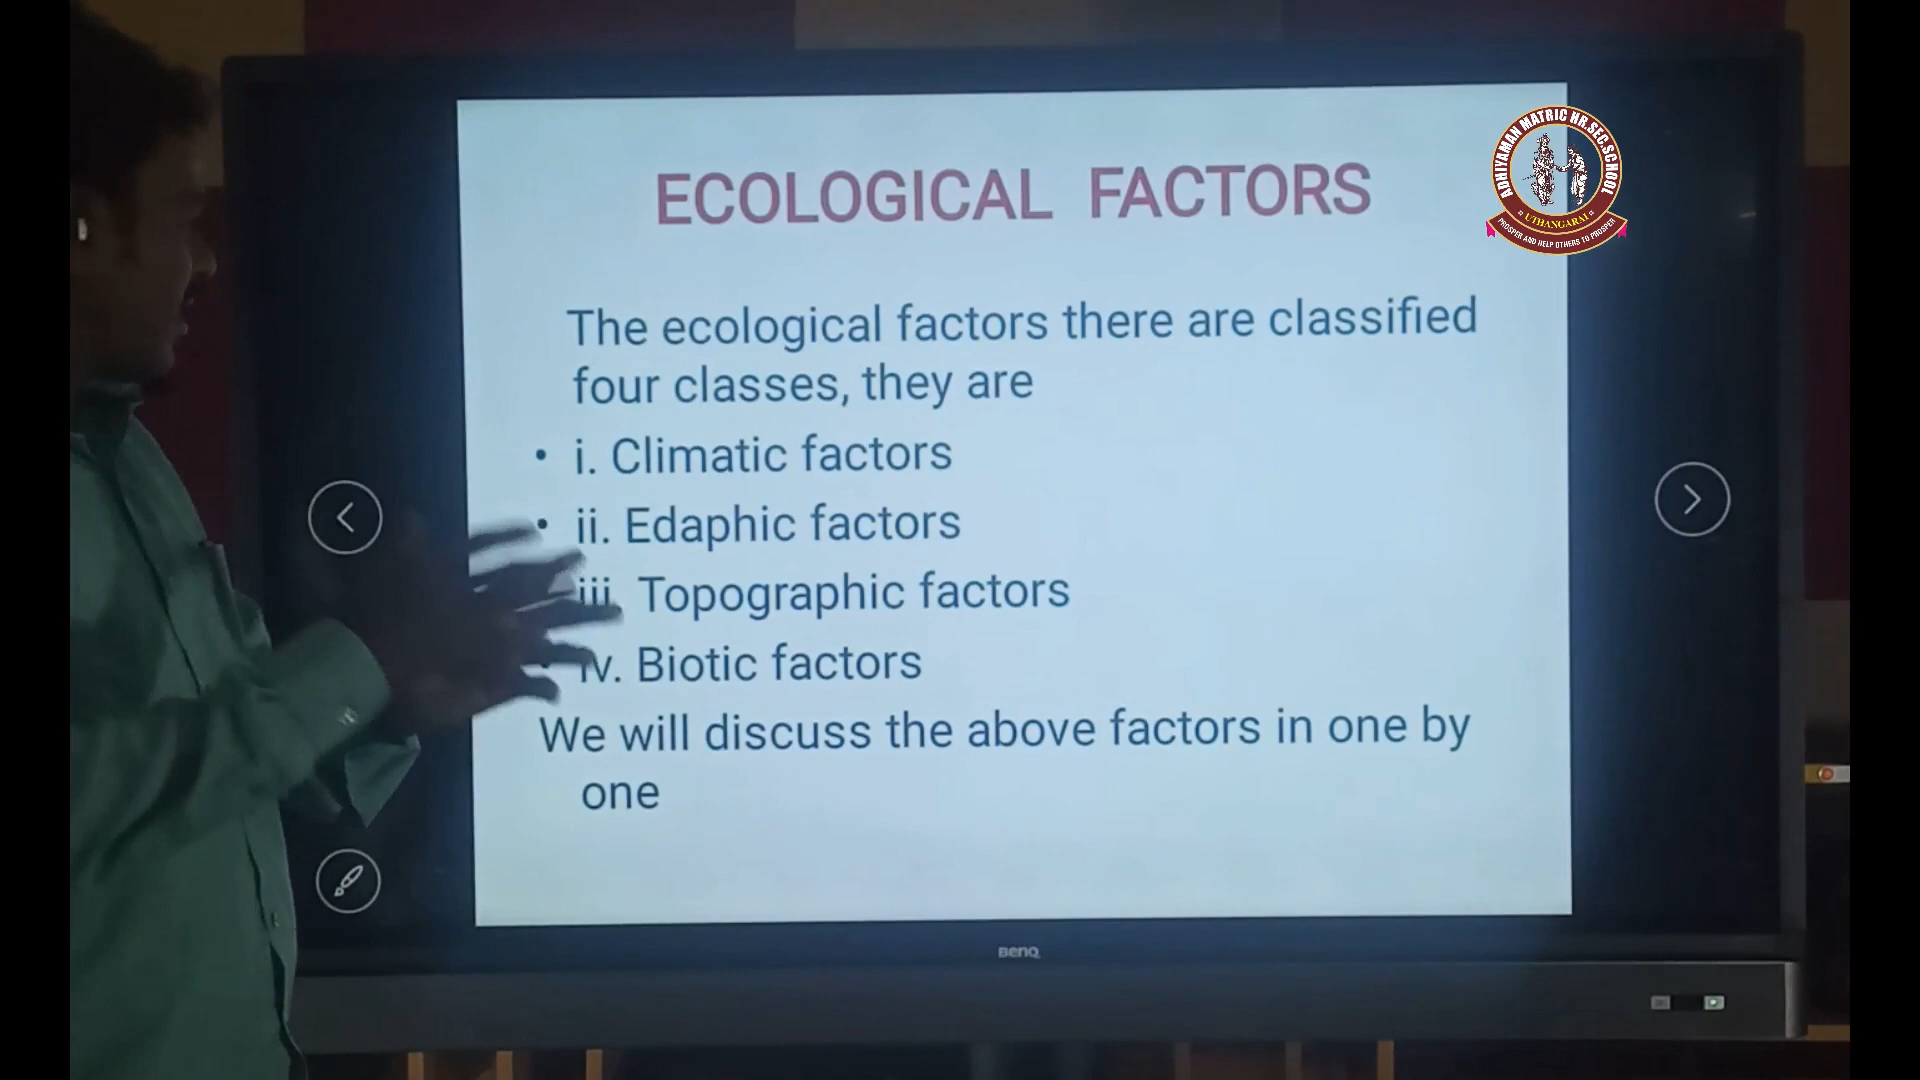 ECOLOGICAL FACTORS
The ecological factors there are classified
four classes, they are
• i. Climatic factors
• ii. Edaphic factors
iii. Topographic factors
• iv. Biotic factors
We will discuss the above factors in one by
one
ADHIYAMAN MATRIC HR.SEC.SCHOOL
UTHANGARAI
PROSPER AND HELP OTHERS TO PROSPER
BenQ